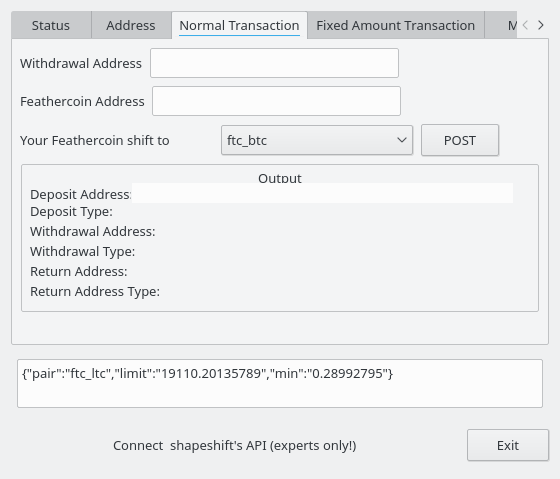 Status Address Normal Transaction Fixed Amount Transaction M
Withdrawal Address
Feathercoin Address
Your Feathercoin shift to ftc_btc POST
Output
Deposit Address:
Deposit Type:
Withdrawal Address:
Withdrawal Type:
Return Address:
Return Address Type:
{"pair":"ftc_ltc","limit":"19110.20135789","min":"0.28992795"}
Connect shapeshift's API (experts only!) Exit